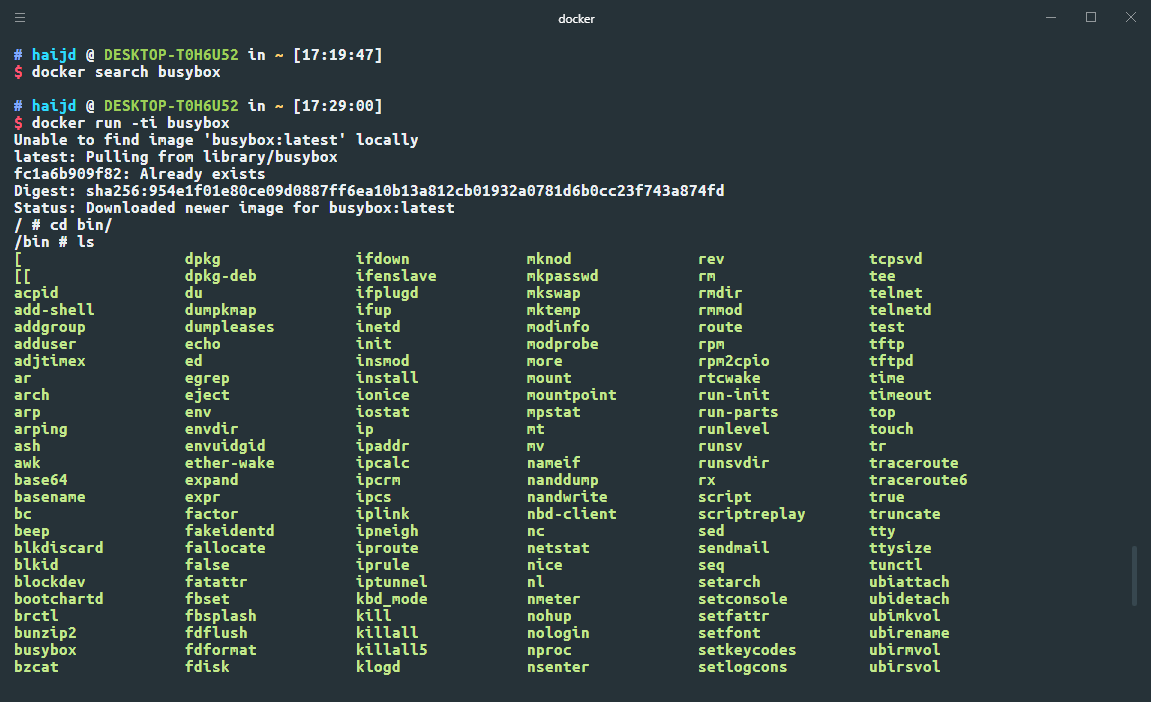 docker
# haijd @ DESKTOP-T0H6U52 in ~ [17:19:47]
$ docker search busybox
# haijd @ DESKTOP-T0H6U52 in ~ [17:29:00]
$ docker run -ti busybox
Unable to find image 'busybox:latest' locally
latest: Pulling from library/busybox
fc1a6b909f82: Already exists
Digest: sha256:954e1f01e80ce09d0887ff6ea10b13a812cb01932a0781d6b0cc23f743a874fd
Status: Downloaded newer image for busybox:latest
/ # cd bin/
/bin # ls
[ dpkg ifdown mknod rev tcpsvd
[[ dpkg-deb ifenslave mkpasswd rm tee
acpid du ifplugd mkswap rmdir telnet
add-shell dumpkmap ifup mktemp rmmod telnetd
addgroup dumpleases inetd modinfo route test
adduser echo init modprobe rpm tftp
adjtimex ed insmod more rpm2cpio tftpd
ar egrep install mount rtcwake time
arch eject ionice mountpoint run-init timeout
arp env iostat mpstat run-parts top
arping envdir ip mt runlevel touch
ash envuidgid ipaddr mv runsv tr
awk ether-wake ipcalc nameif runsvdir traceroute
base64 expand ipcrm nanddump rx traceroute6
basename expr ipcs nandwrite script true
bc factor iplink nbd-client scriptreplay truncate
beep fakeidentd ipneigh nc sed tty
blkdiscard fallocate iproute netstat sendmail ttysize
blkid false iprule nice seq tunctl
blockdev fatattr iptunnel nl setarch ubiattach
bootchartd fbset kbd_mode nmeter setconsole ubidetach
brctl fbsplash kill nohup setfattr ubimkvol
bunzip2 fdflush killall nologin setfont ubirename
busybox fdformat killall5 nproc setkeycodes ubirmvol
bzcat fdisk klogd nsenter setlogcons ubirsvol